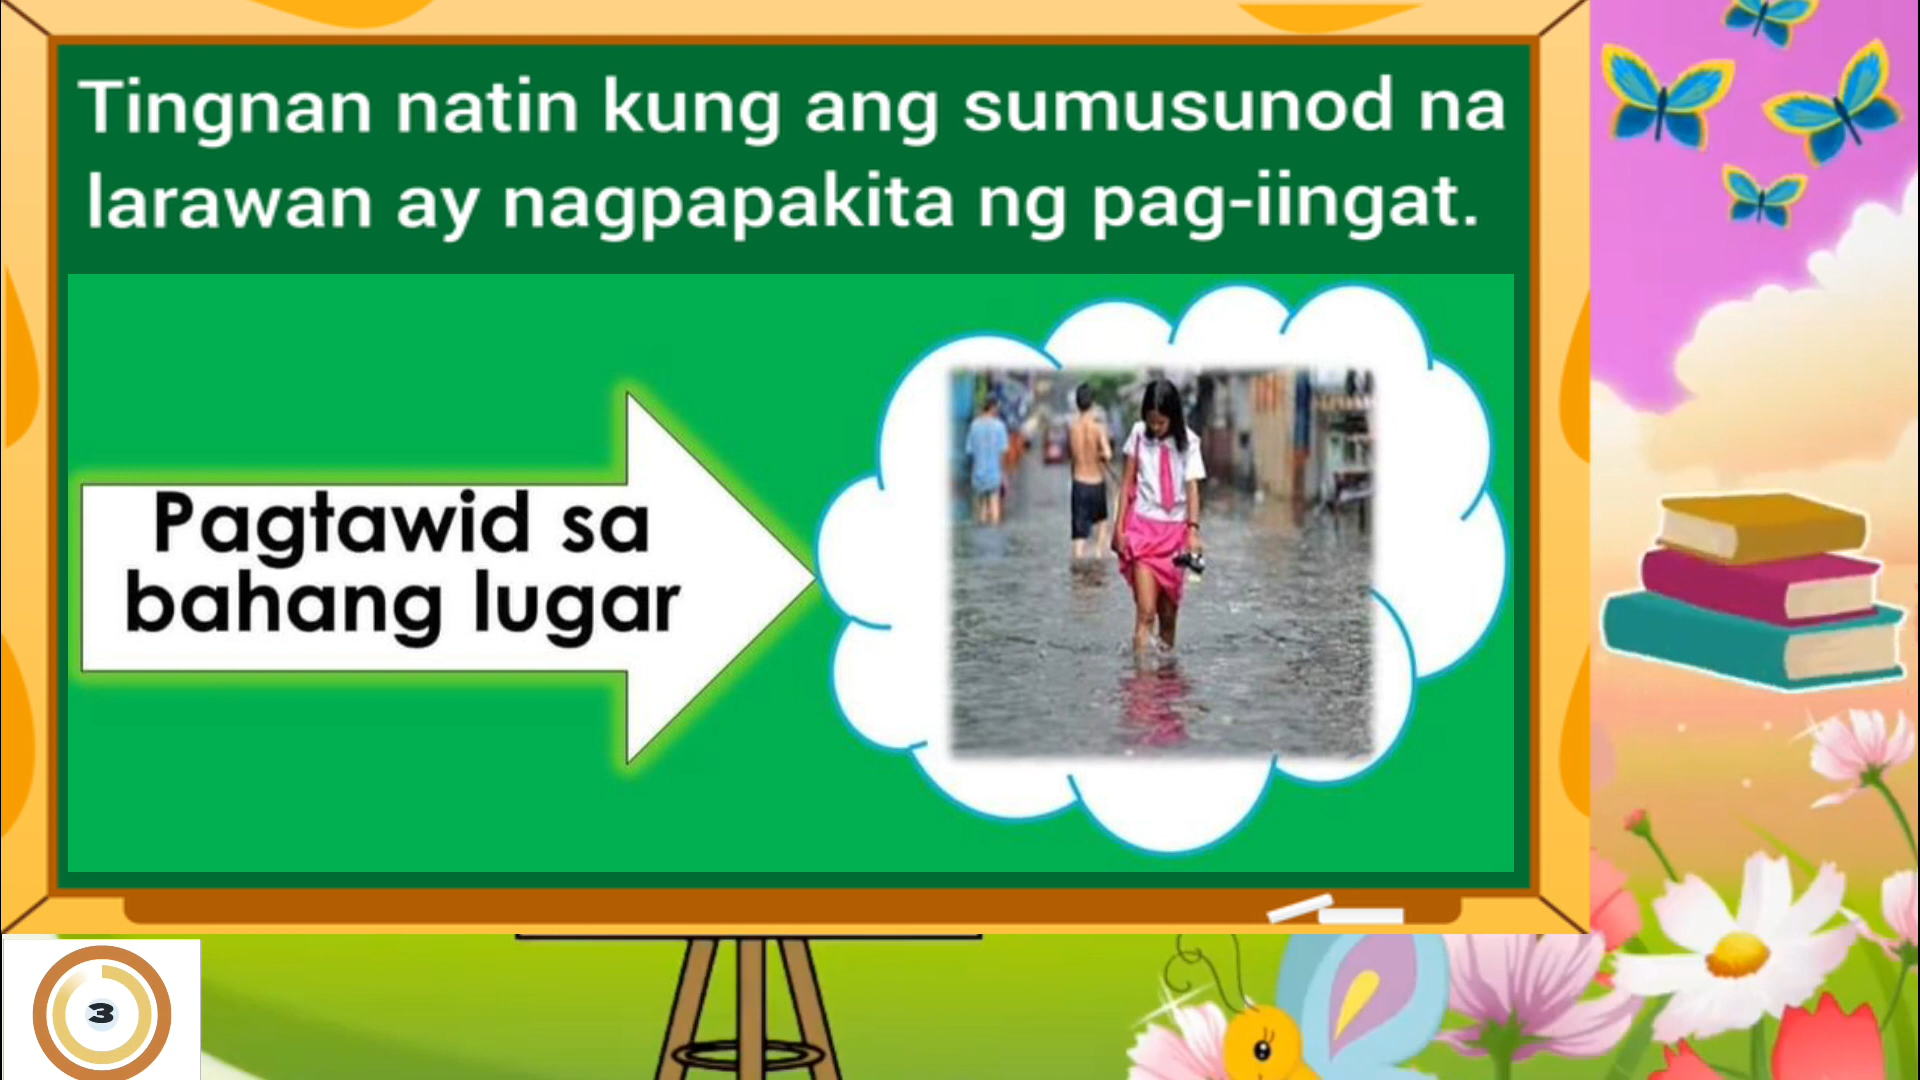 Tingnan natin kung ang sumusunod na
larawan ay nagpapakita ng pag-iingat.
Pagtawid sa
bahang lugar
3